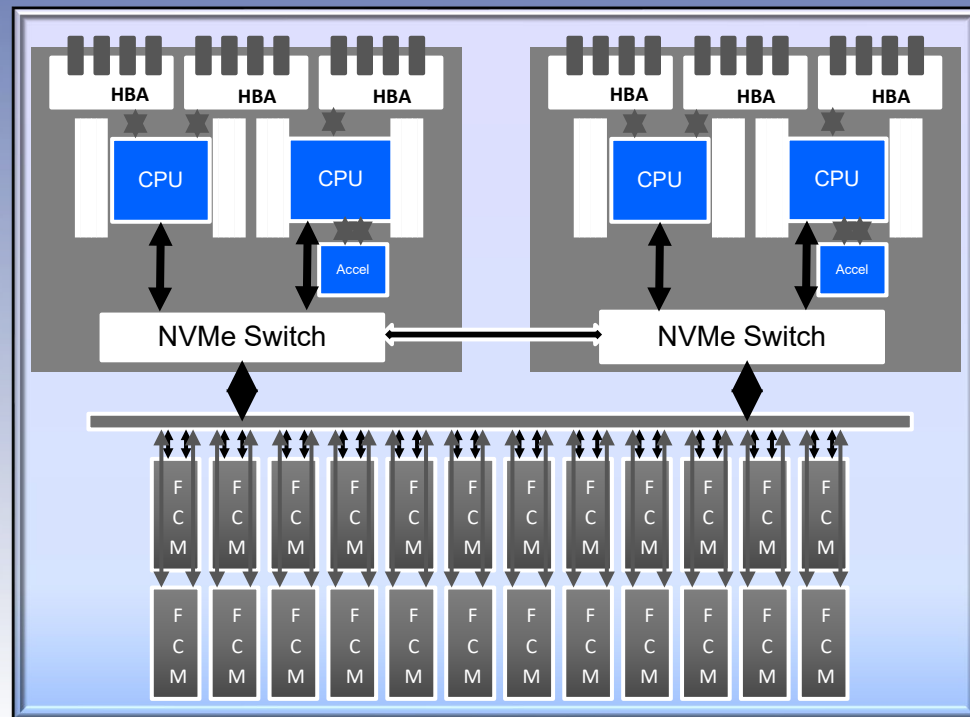 HBA HBA HBA HBA HBA HBA
CPU CPU CPU CPU
Accel Accel
NVMe Switch NVMe Switch
F F F F F F F F F F F F
C C C C C C C C C C C C
M M M M M M M M M M M M
F F F F F F F F F F F F
C C C C C C C C C C C C
M M M M M M M M M M M M